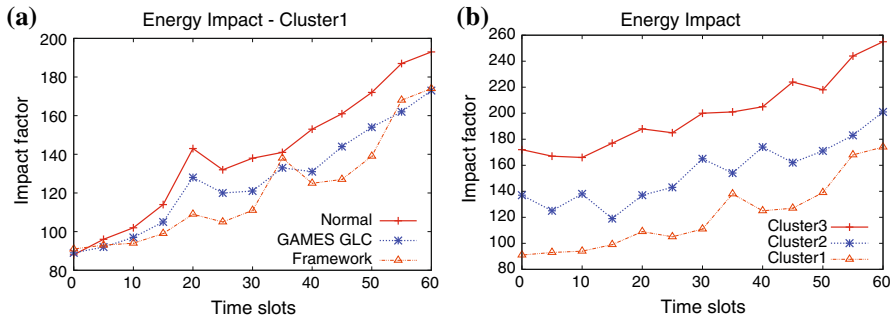 (a)
Energy Impact - Cluster1
Impact factor
200
180
160
140
120
100
80
Normal
GAMES GLC
Framework
0 10 20 30 40 50 60
Time slots
(b)
Energy Impact
Impact factor
260
240
220
200
180
160
140
120
100
80
Cluster3
Cluster2
Cluster1
0 10 20 30 40 50 60
Time slots